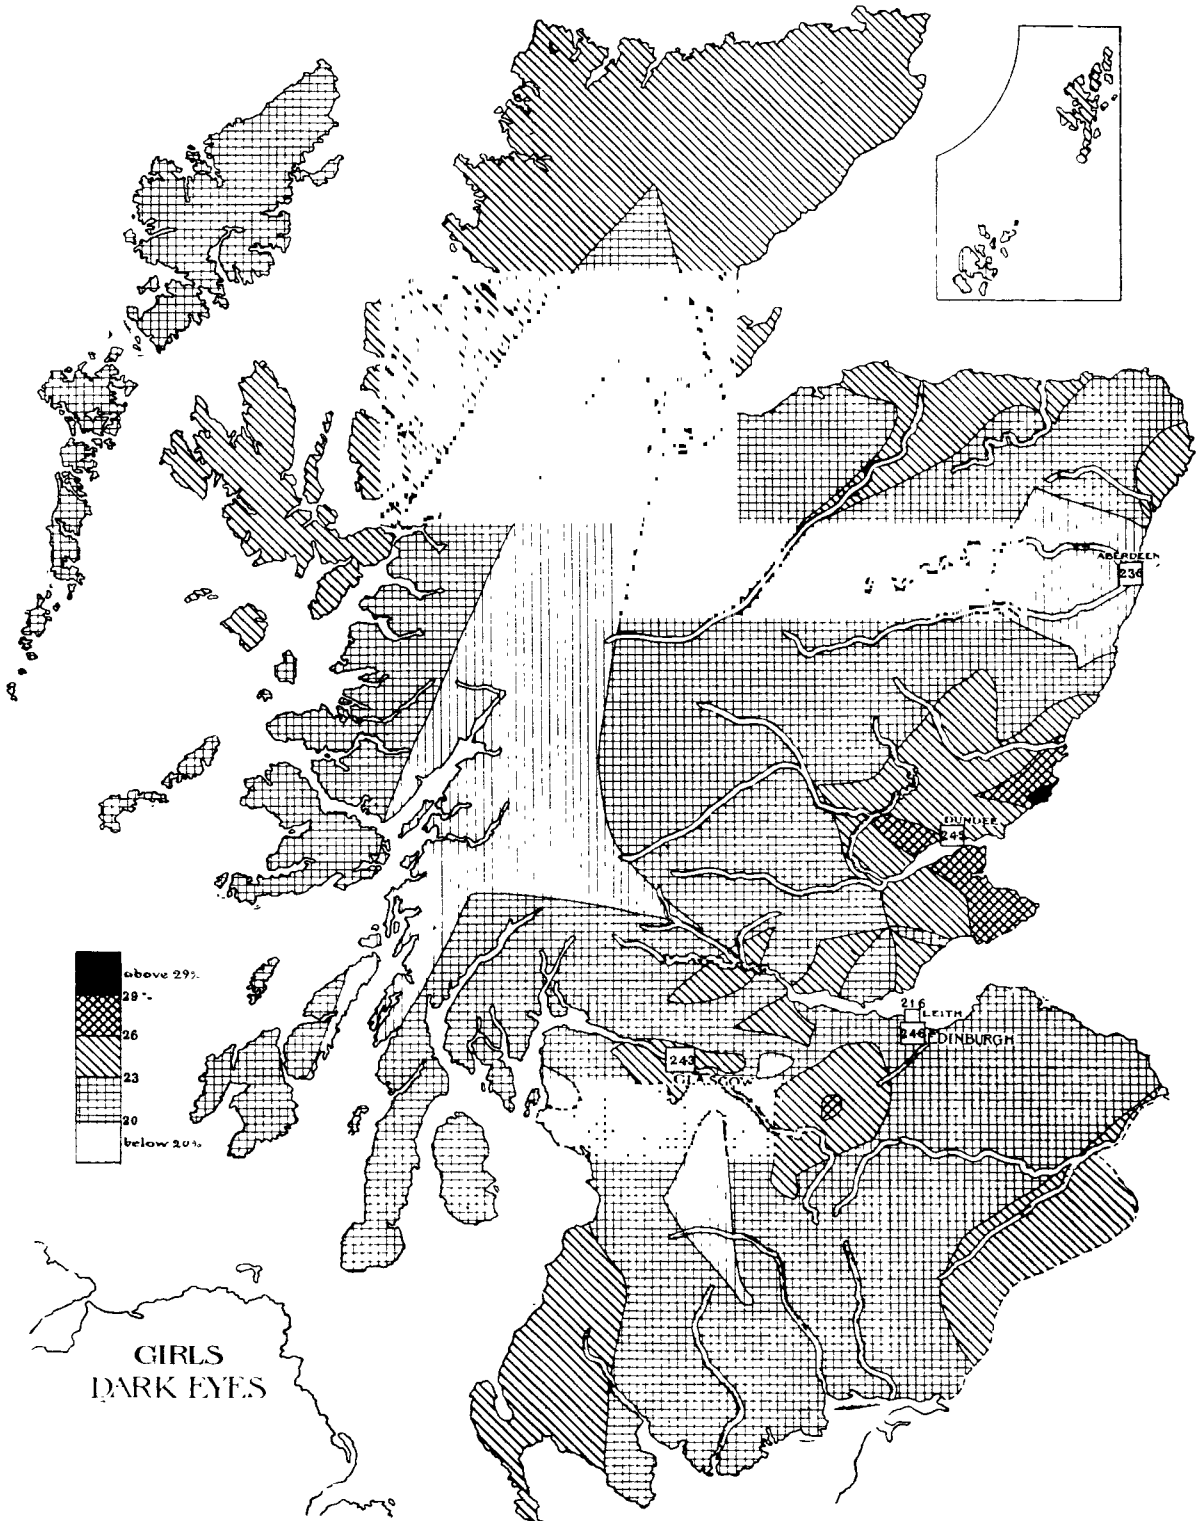 ABERDEEN
236
DUNDEE
245
above 29%
29%
26
23
20
below 20%
216
LEITH
246
EDINBURGH
243
GLASGOW
GIRLS
DARK EYES